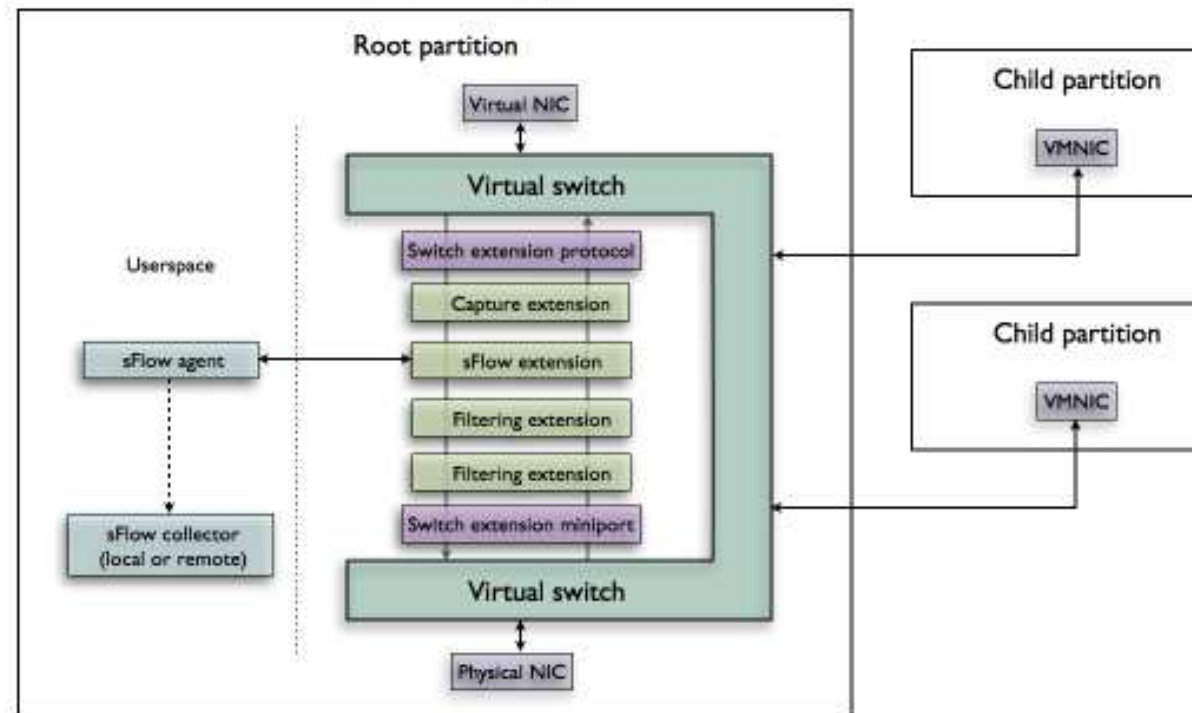 Root partition
Virtual NIC
Virtual switch
Switch extension protocol
Capture extension
sFlow extension
Filtering extension
Filtering extension
Switch extension miniport
Virtual switch
Physical NIC
Userspace
sFlow agent
sFlow collector
(local or remote)
Child partition
VMNIC
Child partition
VMNIC